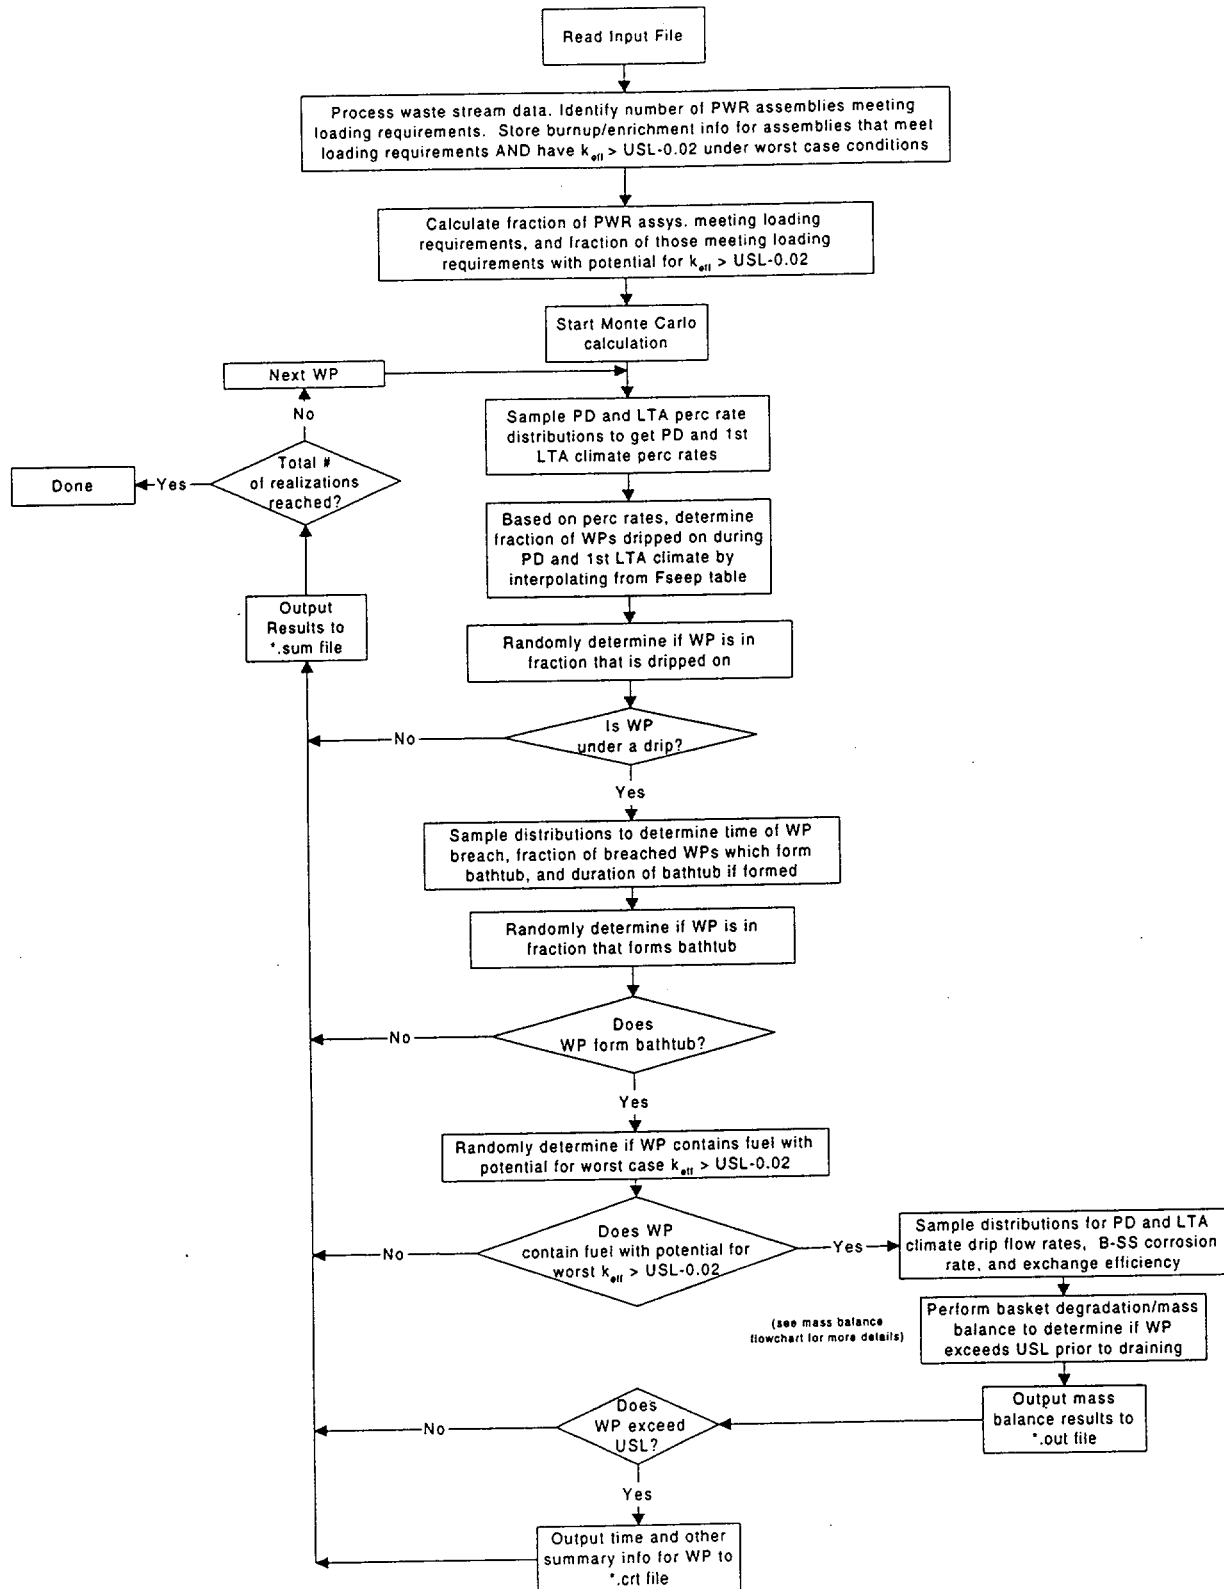 Read Input File
Process waste stream data. Identify number of PWR assemblies meeting
loading requirements. Store burnup/enrichment info for assemblies that meet
loading requirements AND have keff > USL-0.02 under worst case conditions
Calculate fraction of PWR assys. meeting loading
requirements, and fraction of those meeting loading
requirements with potential for keff > USL-0.02
Start Monte Carlo
calculation
Next WP
No
Sample PD and LTA perc rate
distributions to get PD and 1st
LTA climate perc rates
Total #
of realizations
reached?
Yes
Done
Based on perc rates, determine
fraction of WPs dripped on during
PD and 1st LTA climate by
interpolating from Fseep table
Output
Results to
*.sum file
Randomly determine if WP is in
fraction that is dripped on
Is WP
under a drip?
No
Yes
Sample distributions to determine time of WP
breach, fraction of breached WPs which form
bathtub, and duration of bathtub if formed
Randomly determine if WP is in
fraction that forms bathtub
Does
WP form bathtub?
No
Yes
Randomly determine if WP contains fuel with
potential for worst case keff > USL-0.02
Does WP
contain fuel with potential for
worst keff > USL-0.02
No
Yes
Sample distributions for PD and LTA
climate drip flow rates, B-SS corrosion
rate, and exchange efficiency
(see mass balance
flowchart for more details)
Perform basket degradation/mass
balance to determine if WP
exceeds USL prior to draining
Output mass
balance results to
*.out file
Does
WP exceed
USL?
No
Yes
Output time and other
summary info for WP to
*.crt file